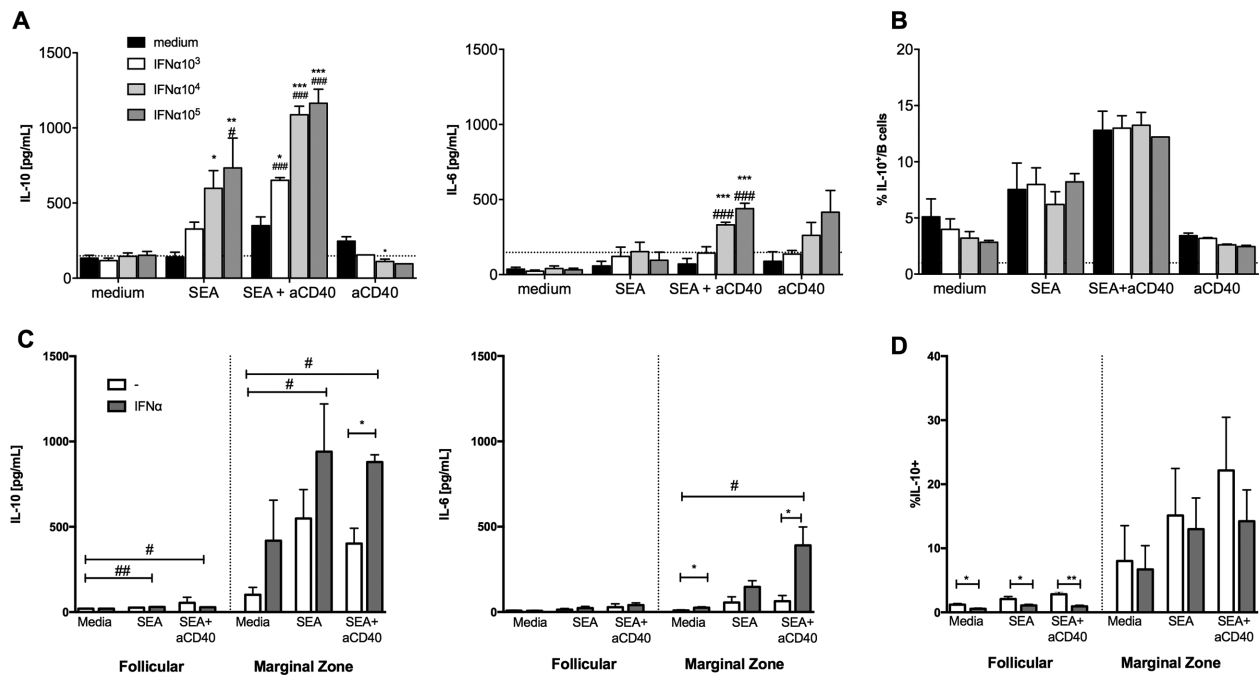 A
medium
IFNα10³
IFNα10⁴
IFNα10⁵
IL-10 [pg/mL]
1500
1000
500
0
* ** # * ### *** ### *** ### *
medium SEA SEA + aCD40 aCD40
IL-6 [pg/mL]
1500
1000
500
0
*** ### *** ###
medium SEA SEA + aCD40 aCD40
B
% IL-10⁺/B cells
20
15
10
5
0
medium SEA SEA+aCD40 aCD40
C
-
IFNα
IL-10 [pg/mL]
1500
1000
500
0
#
##
#
#
*
Media SEA SEA+ aCD40 Media SEA SEA+ aCD40
Follicular Marginal Zone
IL-6 [pg/mL]
1500
1000
500
0
#
*
*
Media SEA SEA+ aCD40 Media SEA SEA+ aCD40
Follicular Marginal Zone
D
%IL-10+
40
30
20
10
0
* * **
Media SEA SEA+ aCD40 Media SEA SEA+ aCD40
Follicular Marginal Zone